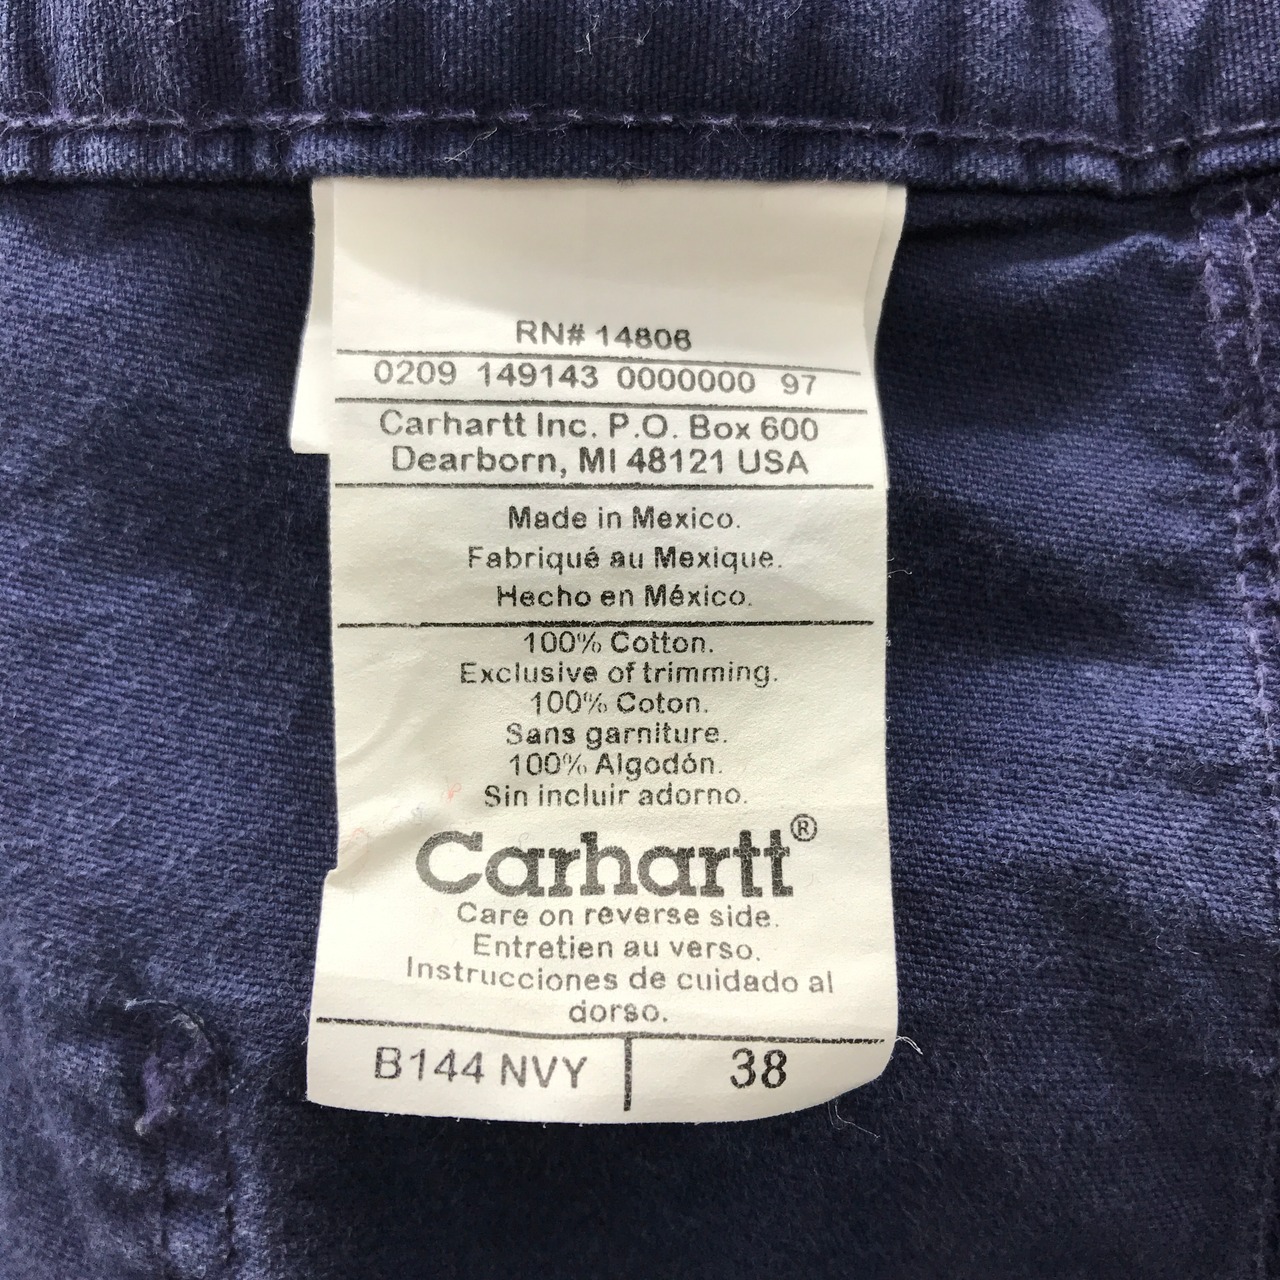 RN# 14806
0209 149143 0000000 97
Carhartt Inc. P.O. Box 600
Dearborn, MI 48121 USA
Made in Mexico.
Fabriqué au Mexique.
Hecho en México.
100% Cotton.
Exclusive of trimming.
100% Coton.
Sans garniture.
100% Algodón.
Sin incluir adorno.
Carhartt®
Care on reverse side.
Entretien au verso.
Instrucciones de cuidado al
dorso.
B144 NVY 38